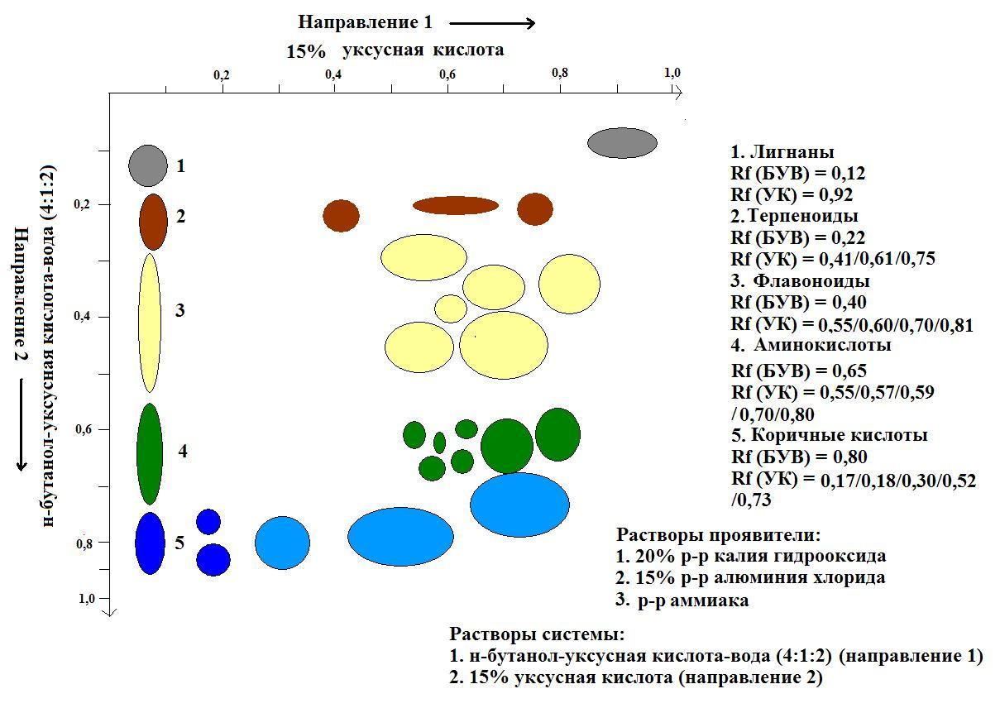 Направление 1
15% уксусная кислота
0,2
0,4
0,6
0,8
1,0
Направление 2
н-бутанол-уксусная кислота-вода (4:1:2)
0,2
0,4
0,6
0,8
1,0
1
2
3
4
5
1. Лигнаны
Rf (БУВ) = 0,12
Rf (УК) = 0,92
2.Терпеноиды
Rf (БУВ) = 0,22
Rf (УК) = 0,41/0,61/0,75
3. Флавоноиды
Rf (БУВ) = 0,40
Rf (УК) = 0,55/0,60/0,70/0,81
4. Аминокислоты
Rf (БУВ) = 0,65
Rf (УК) = 0,55/0,57/0,59
/0,70/0,80
5. Коричные кислоты
Rf (БУВ) = 0,80
Rf (УК) = 0,17/0,18/0,30/0,52
/0,73
Растворы проявители:
1. 20% р-р калия гидрооксида
2. 15% р-р алюминия хлорида
3. р-р аммиака
Растворы системы:
1. н-бутанол-уксусная кислота-вода (4:1:2) (направление 1)
2. 15% уксусная кислота (направление 2)